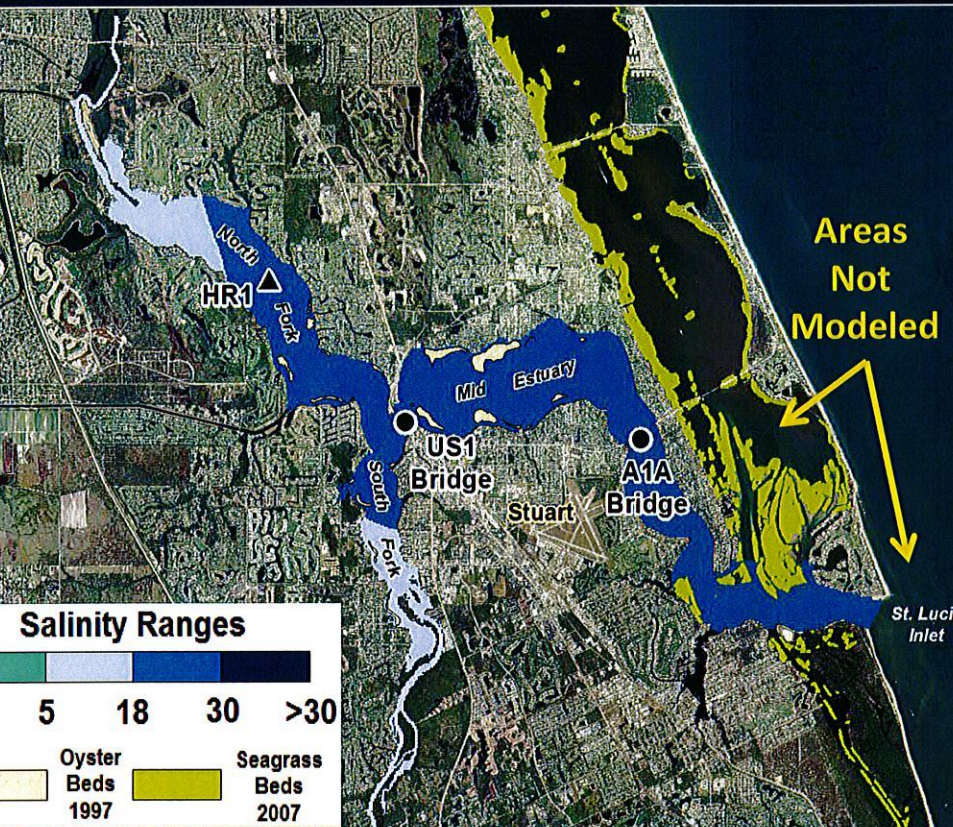 Areas
Not
Modeled
North
Fork
HR1
Mid Estuary
US1
Bridge
A1A
Bridge
South
Fork
Stuart
St. Luci
Inlet
Salinity Ranges
5 18 30 >30
Oyster
Beds
1997
Seagrass
Beds
2007